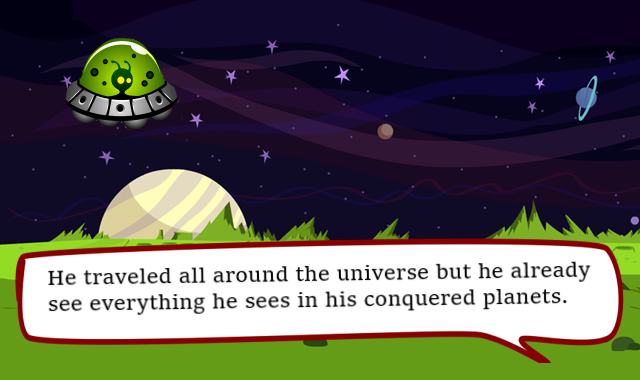 He traveled all around the universe but he already
see everything he sees in his conquered planets.